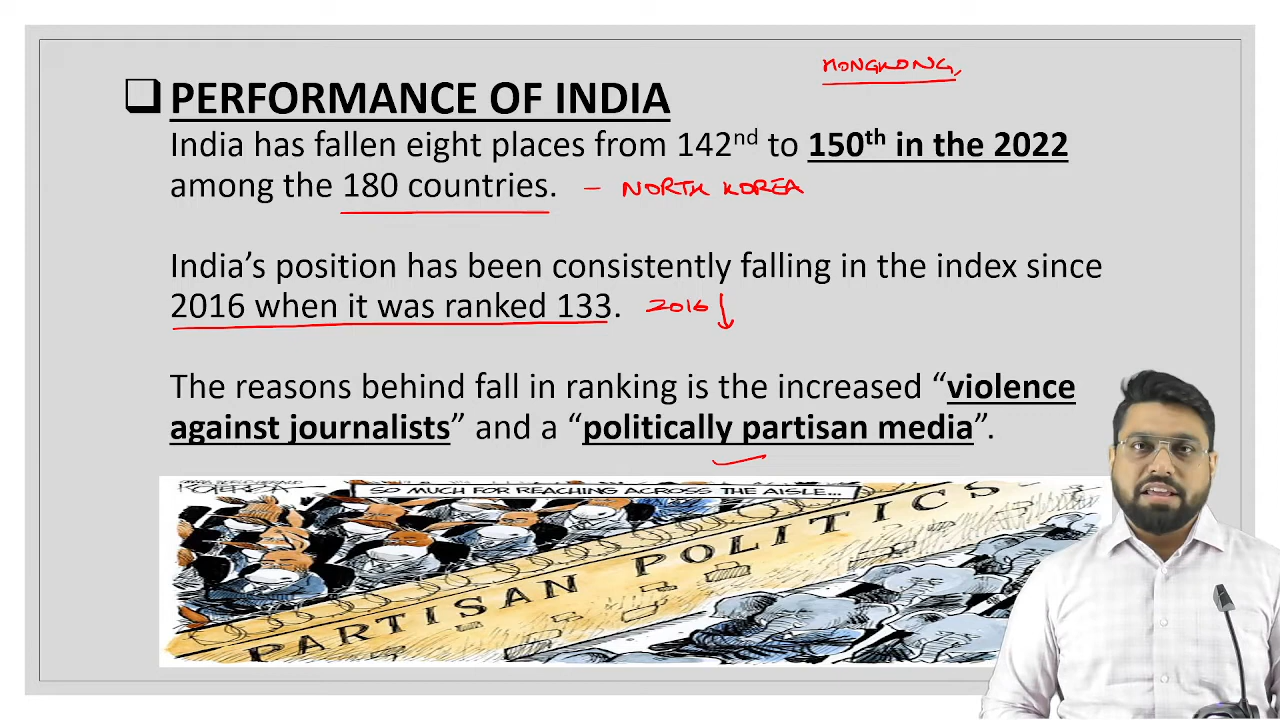 HONGKONG,
PERFORMANCE OF INDIA
India has fallen eight places from 142nd to 150th in the 2022
among the 180 countries. – NORTH KOREA
India’s position has been consistently falling in the index since
2016 when it was ranked 133. 2016 ↓
The reasons behind fall in ranking is the increased “violence
against journalists” and a “politically partisan media”.
SO MUCH FOR REACHING ACROSS THE AISLE...
PARTISAN POLITICS